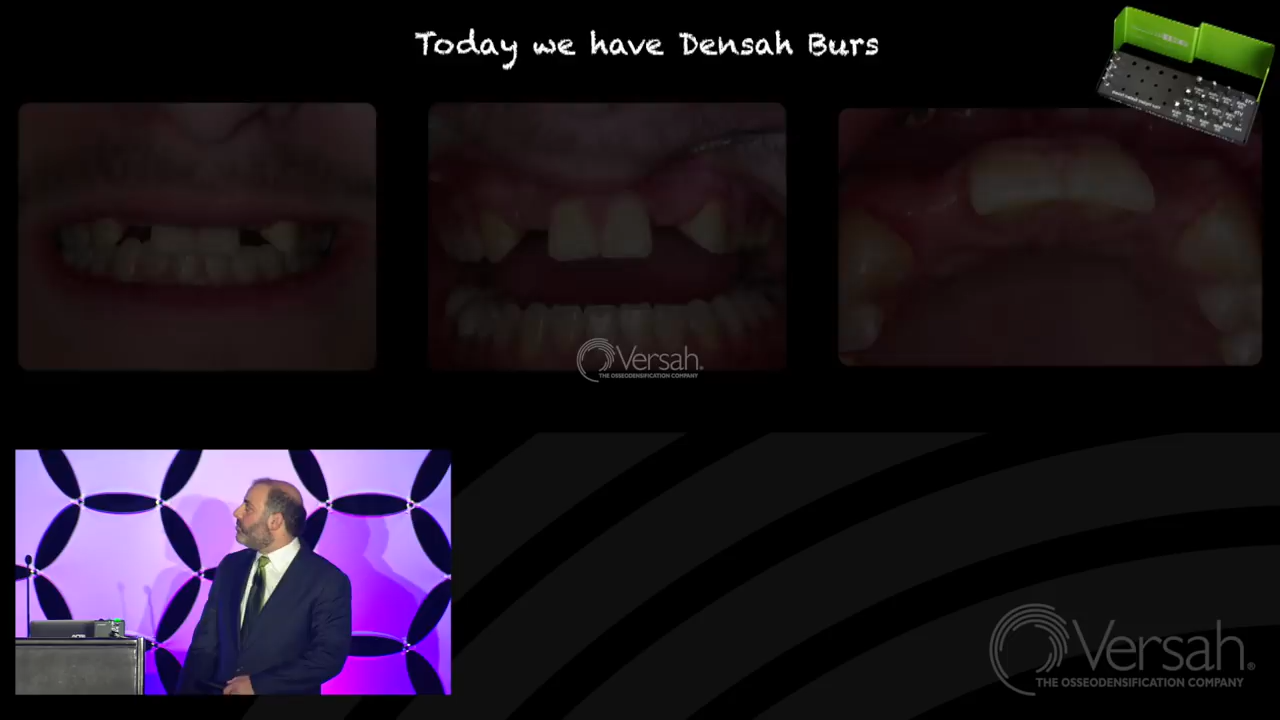 Today we have Densah Burs
Versah®
THE OSSEODENSIFICATION COMPANY
Versah®
THE OSSEODENSIFICATION COMPANY